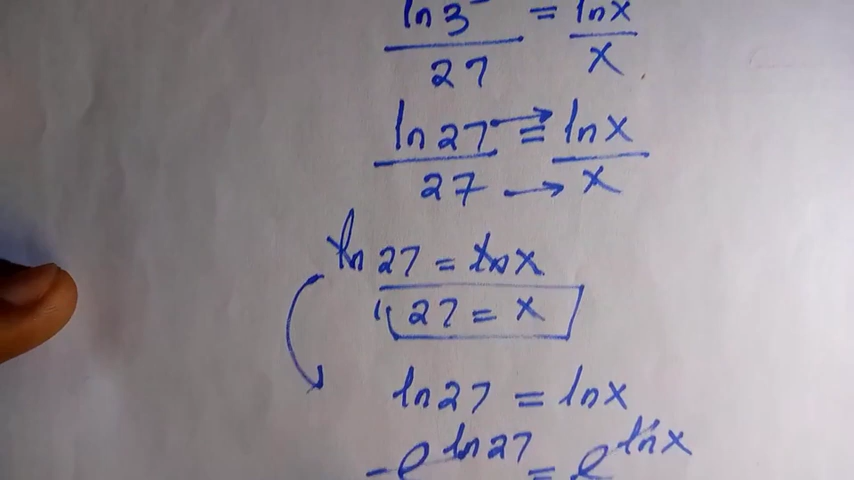 ln3 = lnx
27 x
ln27 = lnx
27 → x
ln27 = lnx
27 = x
ln27 = lnx
e^ln27 = e^lnx